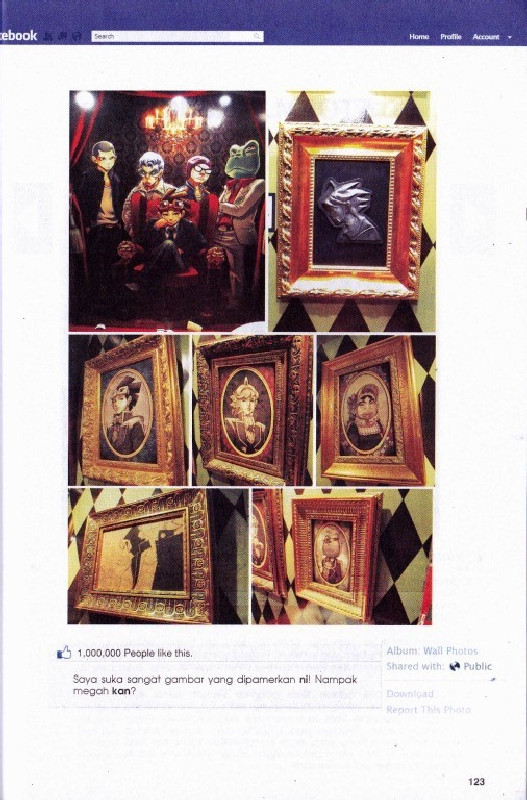 cebook
Search
Home Profile Account
1,000,000 People like this.
Album: Wall Photos
Shared with: Public
Saya suka sangat gambar yang dipamerkan ni! Nampak
megah kan?
Download
Report This Photo
123